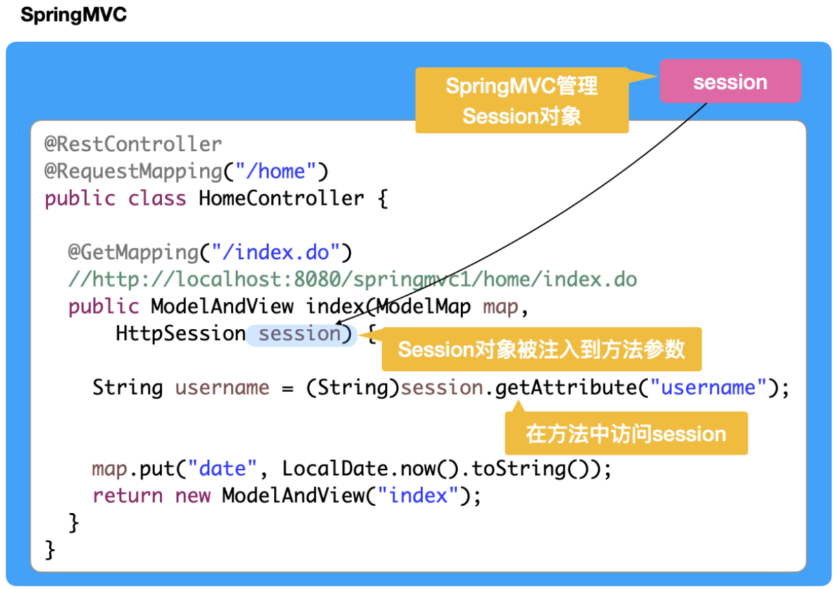 SpringMVC
SpringMVC管理
Session对象
session
@RestController
@RequestMapping("/home")
public class HomeController {
@GetMapping("/index.do")
//http://localhost:8080/springmvc1/home/index.do
public ModelAndView index(ModelMap map,
HttpSession session) {
Session对象被注入到方法参数
String username = (String)session.getAttribute("username");
在方法中访问session
map.put("date", LocalDate.now().toString());
return new ModelAndView("index");
}
}